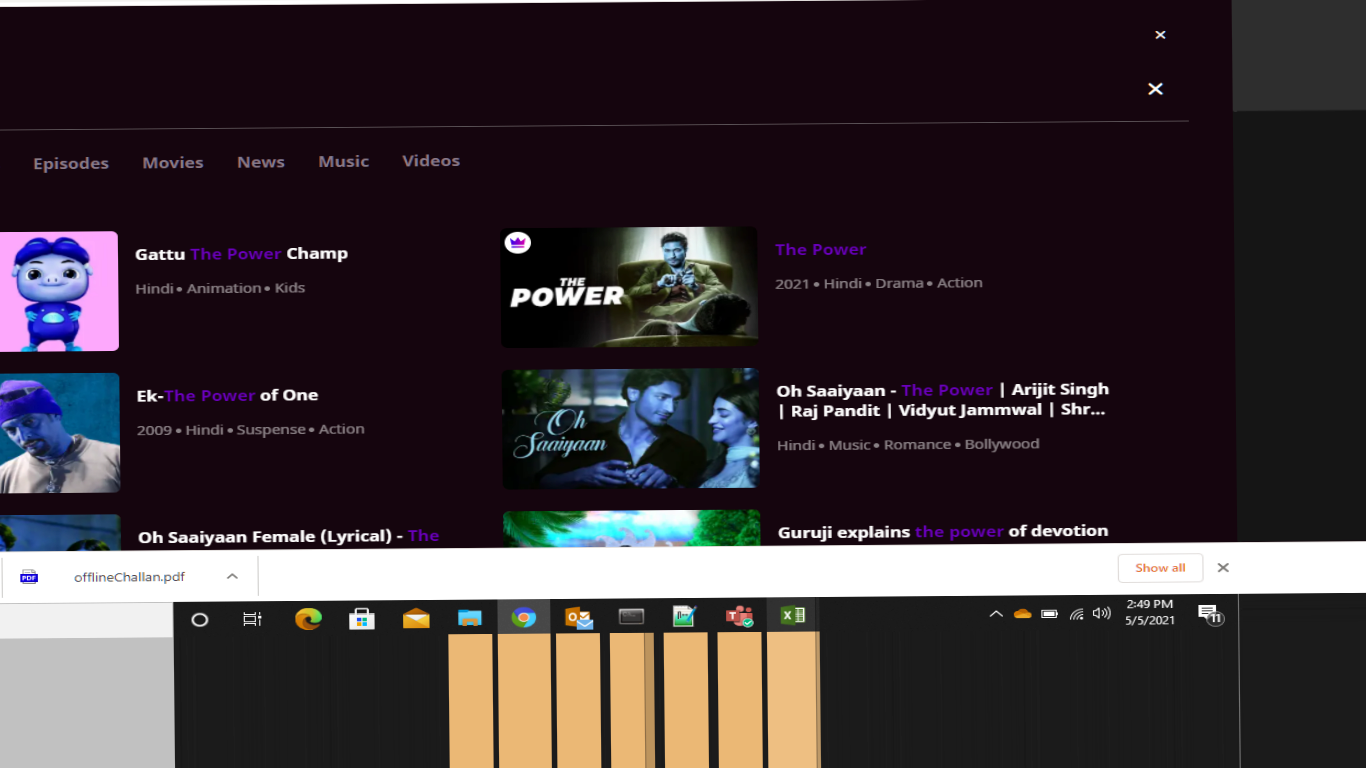 Episodes Movies News Music Videos
Gattu The Power Champ
Hindi • Animation • Kids
THE
POWER
The Power
2021 • Hindi • Drama • Action
Ek-The Power of One
2009 • Hindi • Suspense • Action
Oh
Saaiyaan
Oh Saaiyaan - The Power | Arijit Singh
| Raj Pandit | Vidyut Jammwal | Shr...
Hindi • Music • Romance • Bollywood
Oh Saaiyaan Female (Lyrical) - The
Guruji explains the power of devotion
PDF
offlineChallan.pdf
Show all
2:49 PM
5/5/2021
11